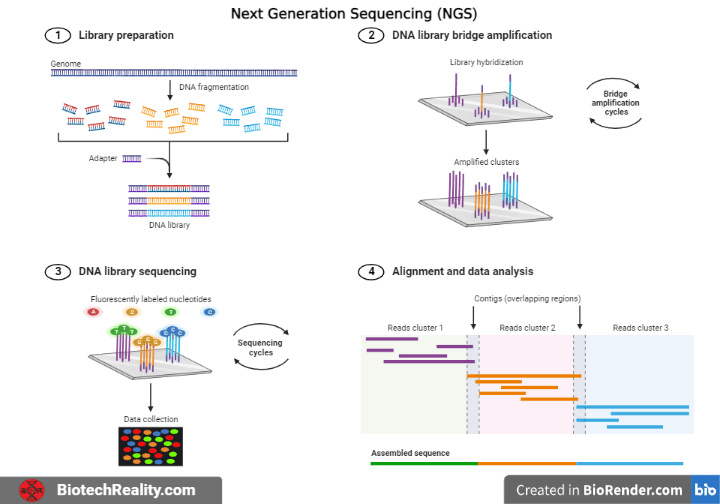 Next Generation Sequencing (NGS)
1 Library preparation
Genome
DNA fragmentation
Adapter
DNA library
2 DNA library bridge amplification
Library hybridization
Bridge
amplification
cycles
Amplified clusters
3 DNA library sequencing
Fluorescently labeled nucleotides
A C T C
T T T C C C C C C
Sequencing
cycles
Data collection
4 Alignment and data analysis
Contigs (overlapping regions)
Reads cluster 1 Reads cluster 2 Reads cluster 3
Assembled sequence
BiotechReality.com
Created in BioRender.com bio